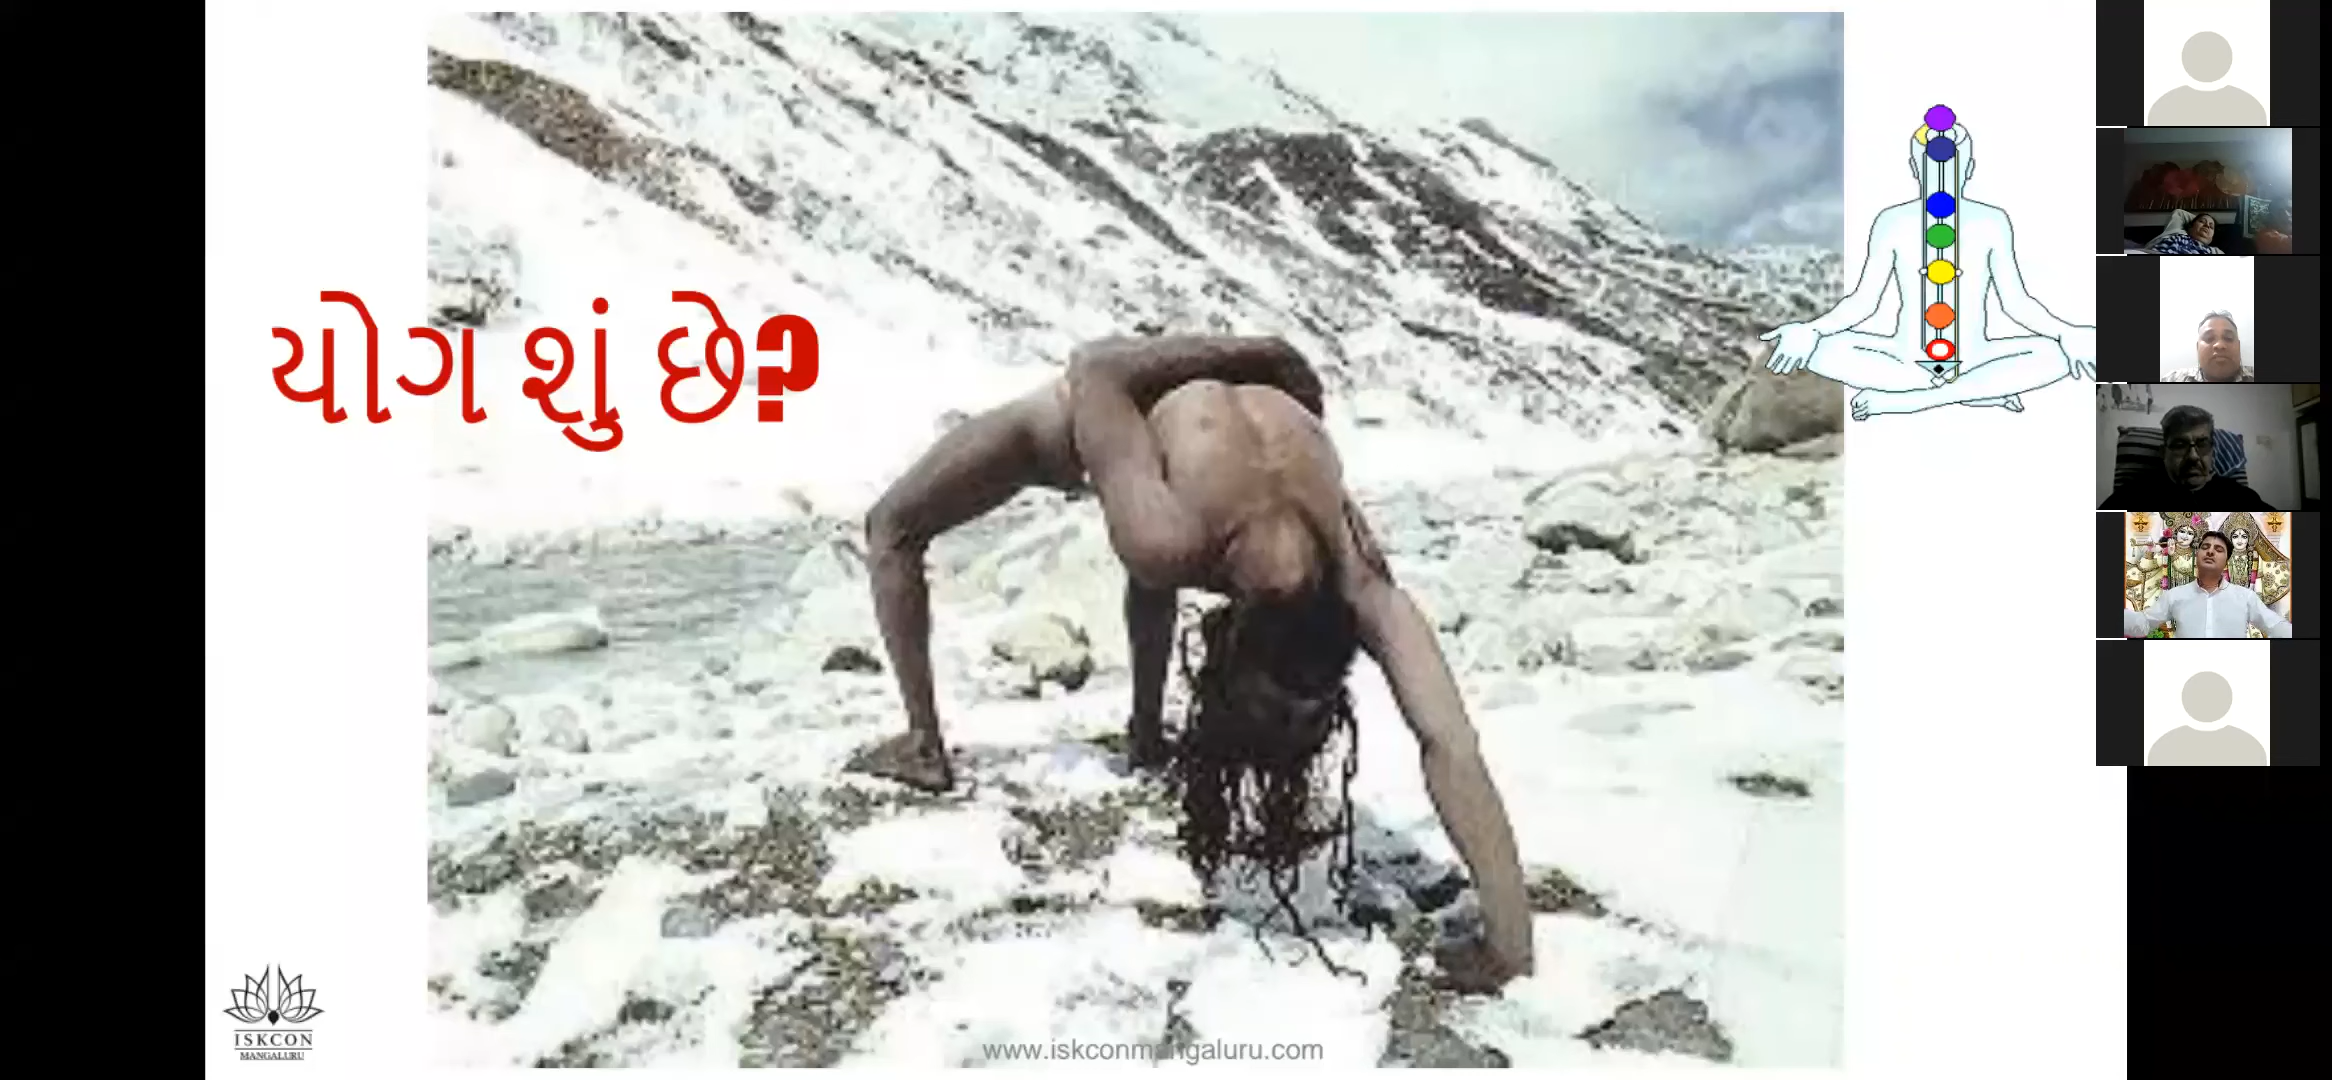 યોગ શું છે?
ISKCON
MANGALURU
www.iskconmangaluru.com